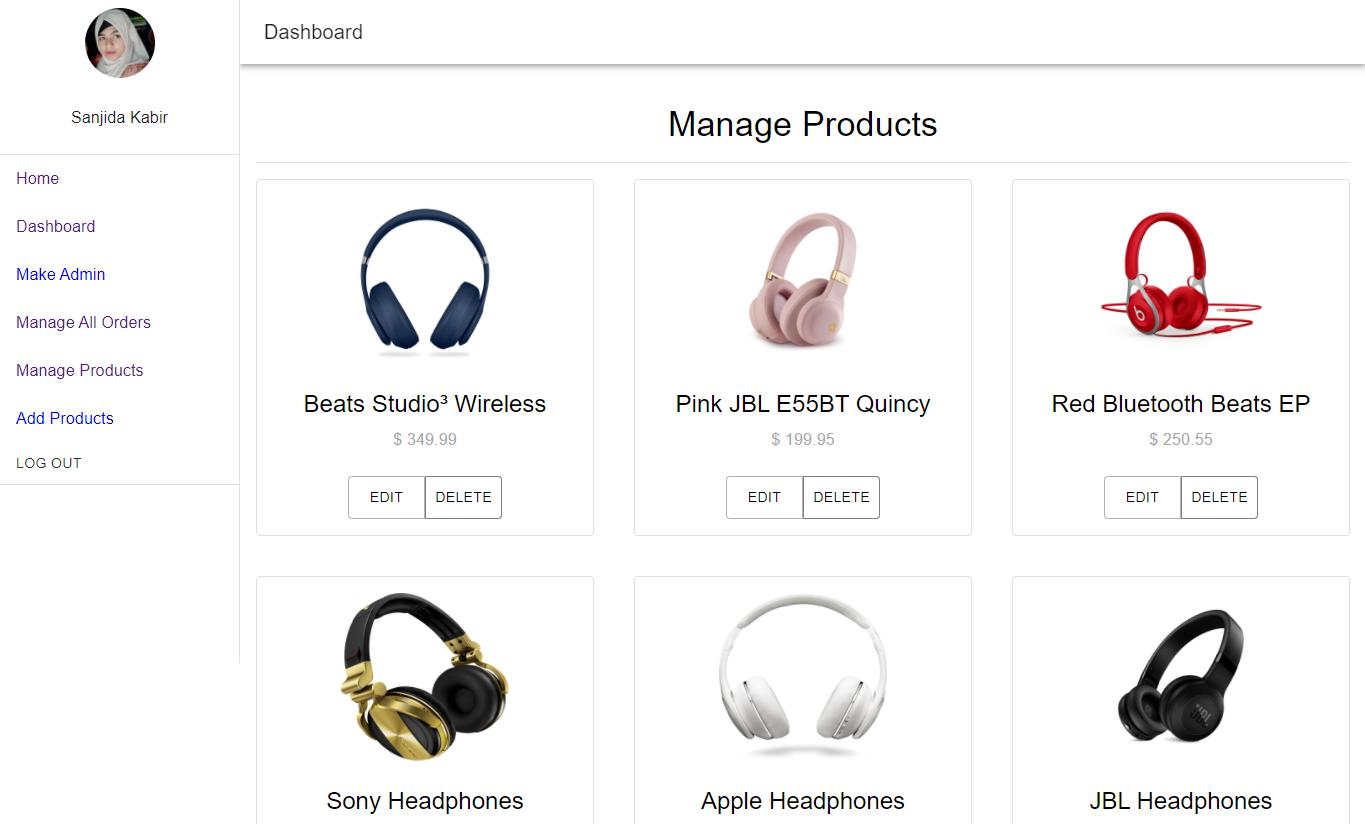 Sanjida Kabir
Home
Dashboard
Make Admin
Manage All Orders
Manage Products
Add Products
LOG OUT
Dashboard
Manage Products
Beats Studio³ Wireless
$ 349.99
EDIT DELETE
Pink JBL E55BT Quincy
$ 199.95
EDIT DELETE
b
Red Bluetooth Beats EP
$ 250.55
EDIT DELETE
Sony Headphones
Apple Headphones
JBL
JBL Headphones